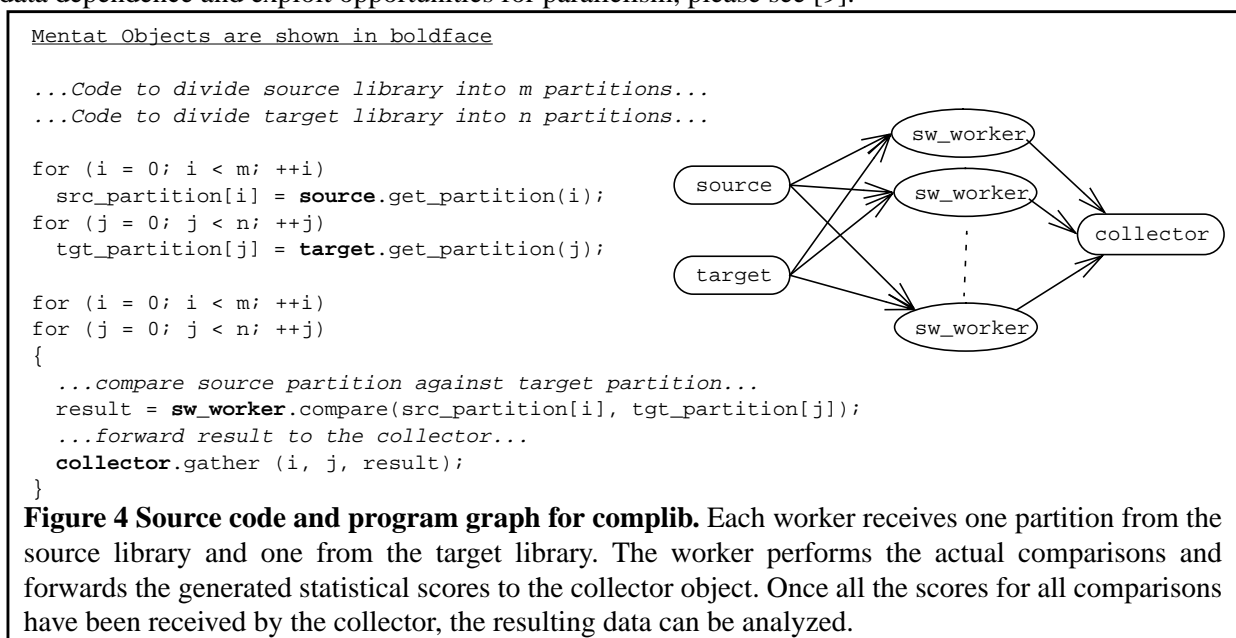 data dependence and exploit opportunities for parallelism, please see [9].
Mentat Objects are shown in boldface
...Code to divide source library into m partitions...
...Code to divide target library into n partitions...
for (i = 0; i < m; ++i)
src_partition[i] = source.get_partition(i);
for (j = 0; j < n; ++j)
tgt_partition[j] = target.get_partition(j);
for (i = 0; i < m; ++i)
for (j = 0; j < n; ++j)
{
...compare source partition against target partition...
result = sw_worker.compare(src_partition[i], tgt_partition[j]);
...forward result to the collector...
collector.gather (i, j, result);
}
source
target
sw_worker
sw_worker
sw_worker
collector
Figure 4 Source code and program graph for complib. Each worker receives one partition from the
source library and one from the target library. The worker performs the actual comparisons and
forwards the generated statistical scores to the collector object. Once all the scores for all comparisons
have been received by the collector, the resulting data can be analyzed.